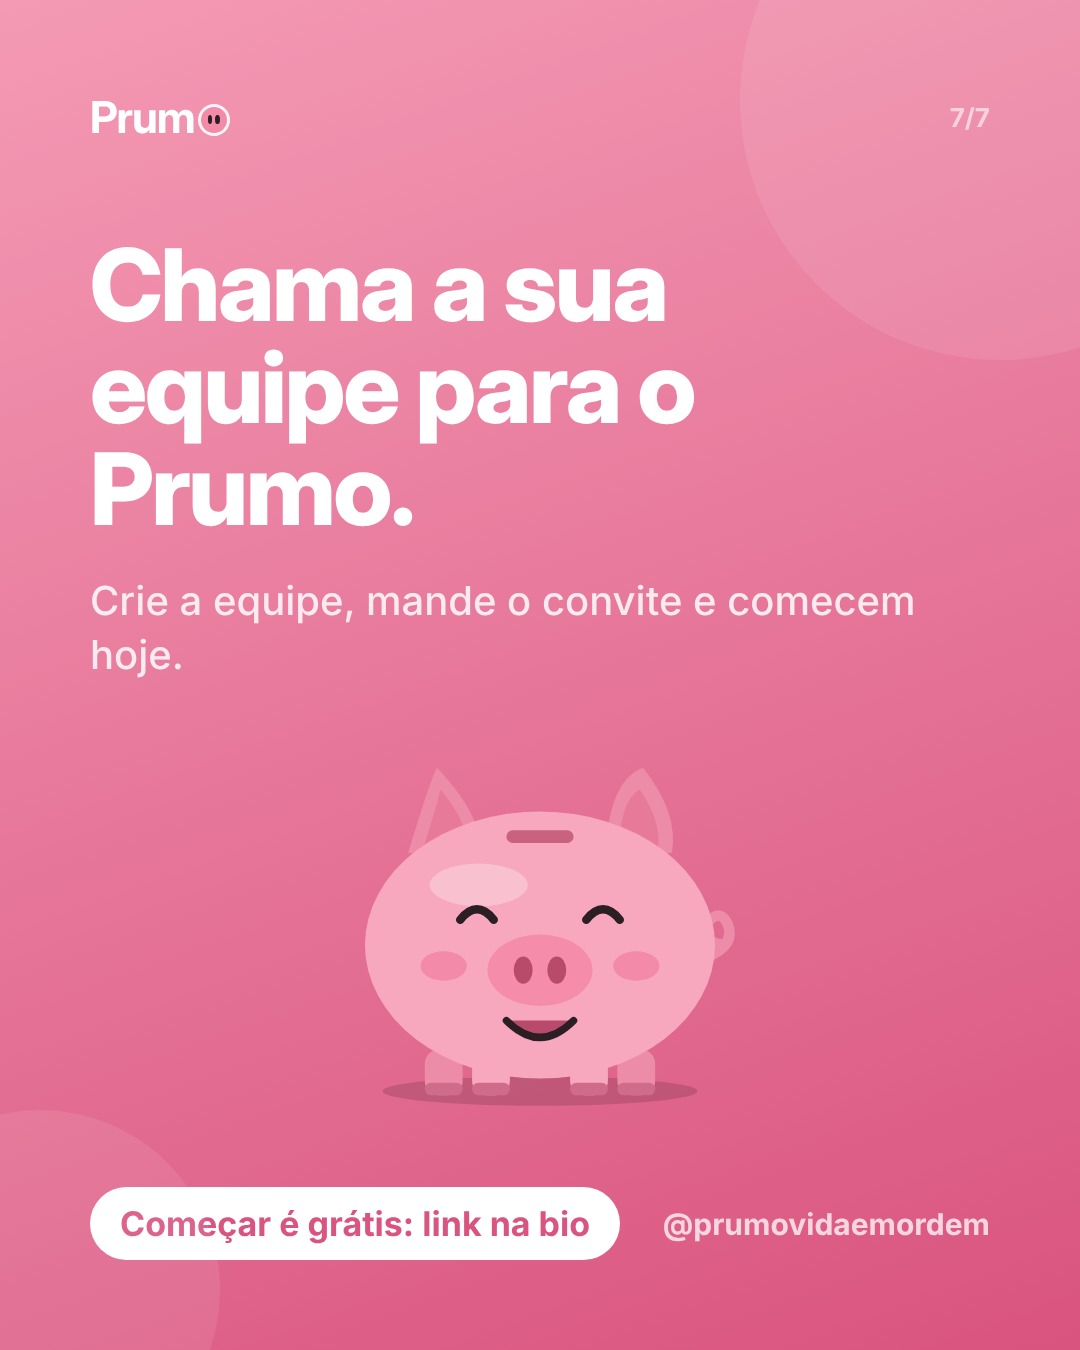 Prumo
7/7
Chama a sua
equipe para o
Prumo.
Crie a equipe, mande o convite e comecem
hoje.
Começar é grátis: link na bio
@prumovidaemordem